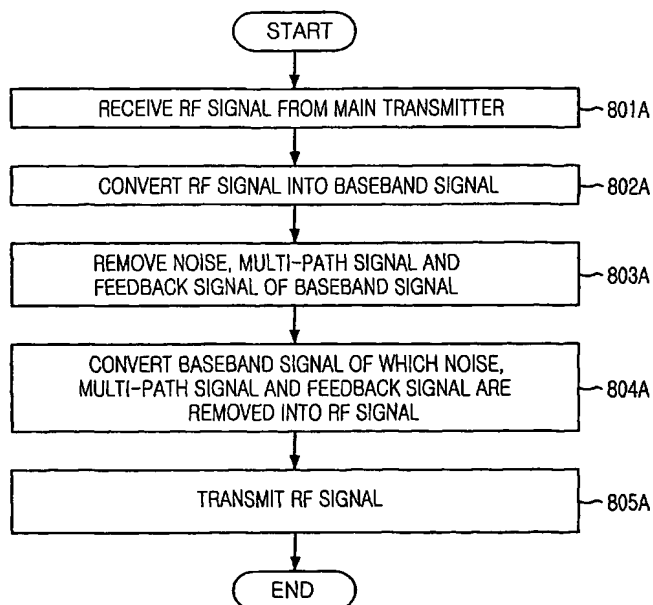 START
RECEIVE RF SIGNAL FROM MAIN TRANSMITTER
801A
CONVERT RF SIGNAL INTO BASEBAND SIGNAL
802A
REMOVE NOISE, MULTI-PATH SIGNAL AND
FEEDBACK SIGNAL OF BASEBAND SIGNAL
803A
CONVERT BASEBAND SIGNAL OF WHICH NOISE,
MULTI-PATH SIGNAL AND FEEDBACK SIGNAL ARE
REMOVED INTO RF SIGNAL
804A
TRANSMIT RF SIGNAL
805A
END